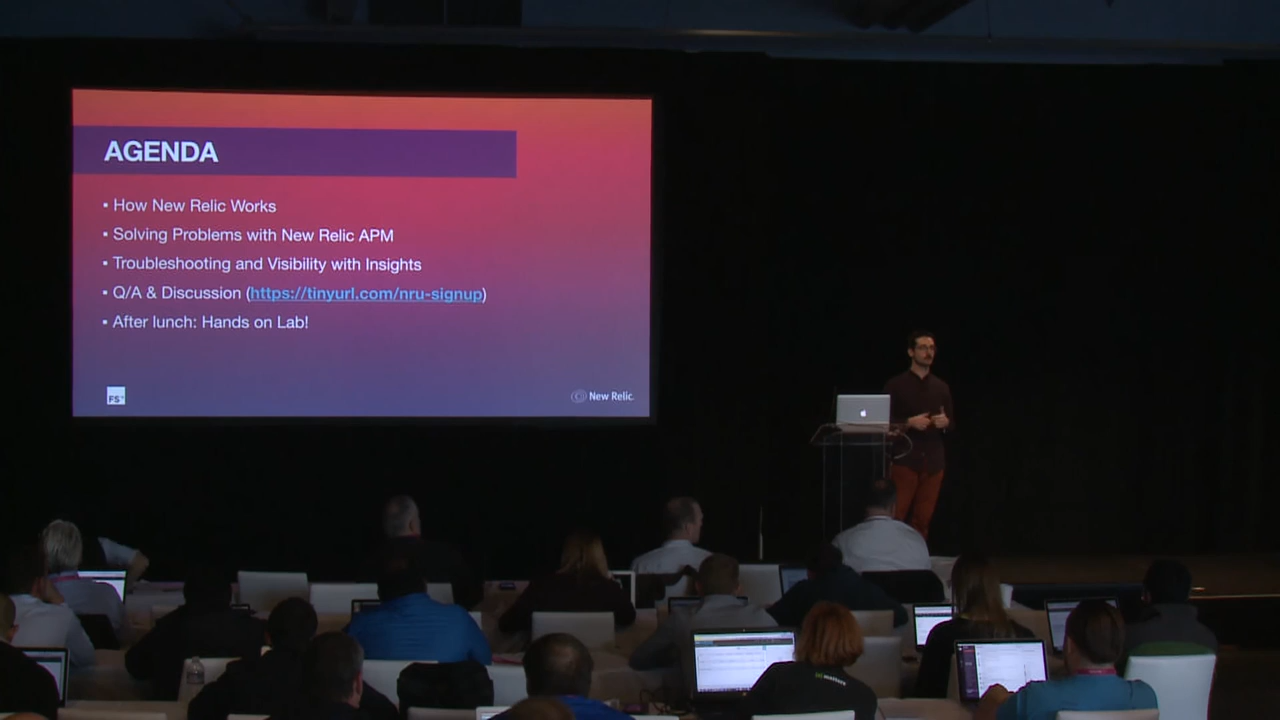 AGENDA
▪ How New Relic Works
▪ Solving Problems with New Relic APM
▪ Troubleshooting and Visibility with Insights
▪ Q/A & Discussion (https://tinyurl.com/nru-signup)
▪ After lunch: Hands on Lab!
FS
New Relic.